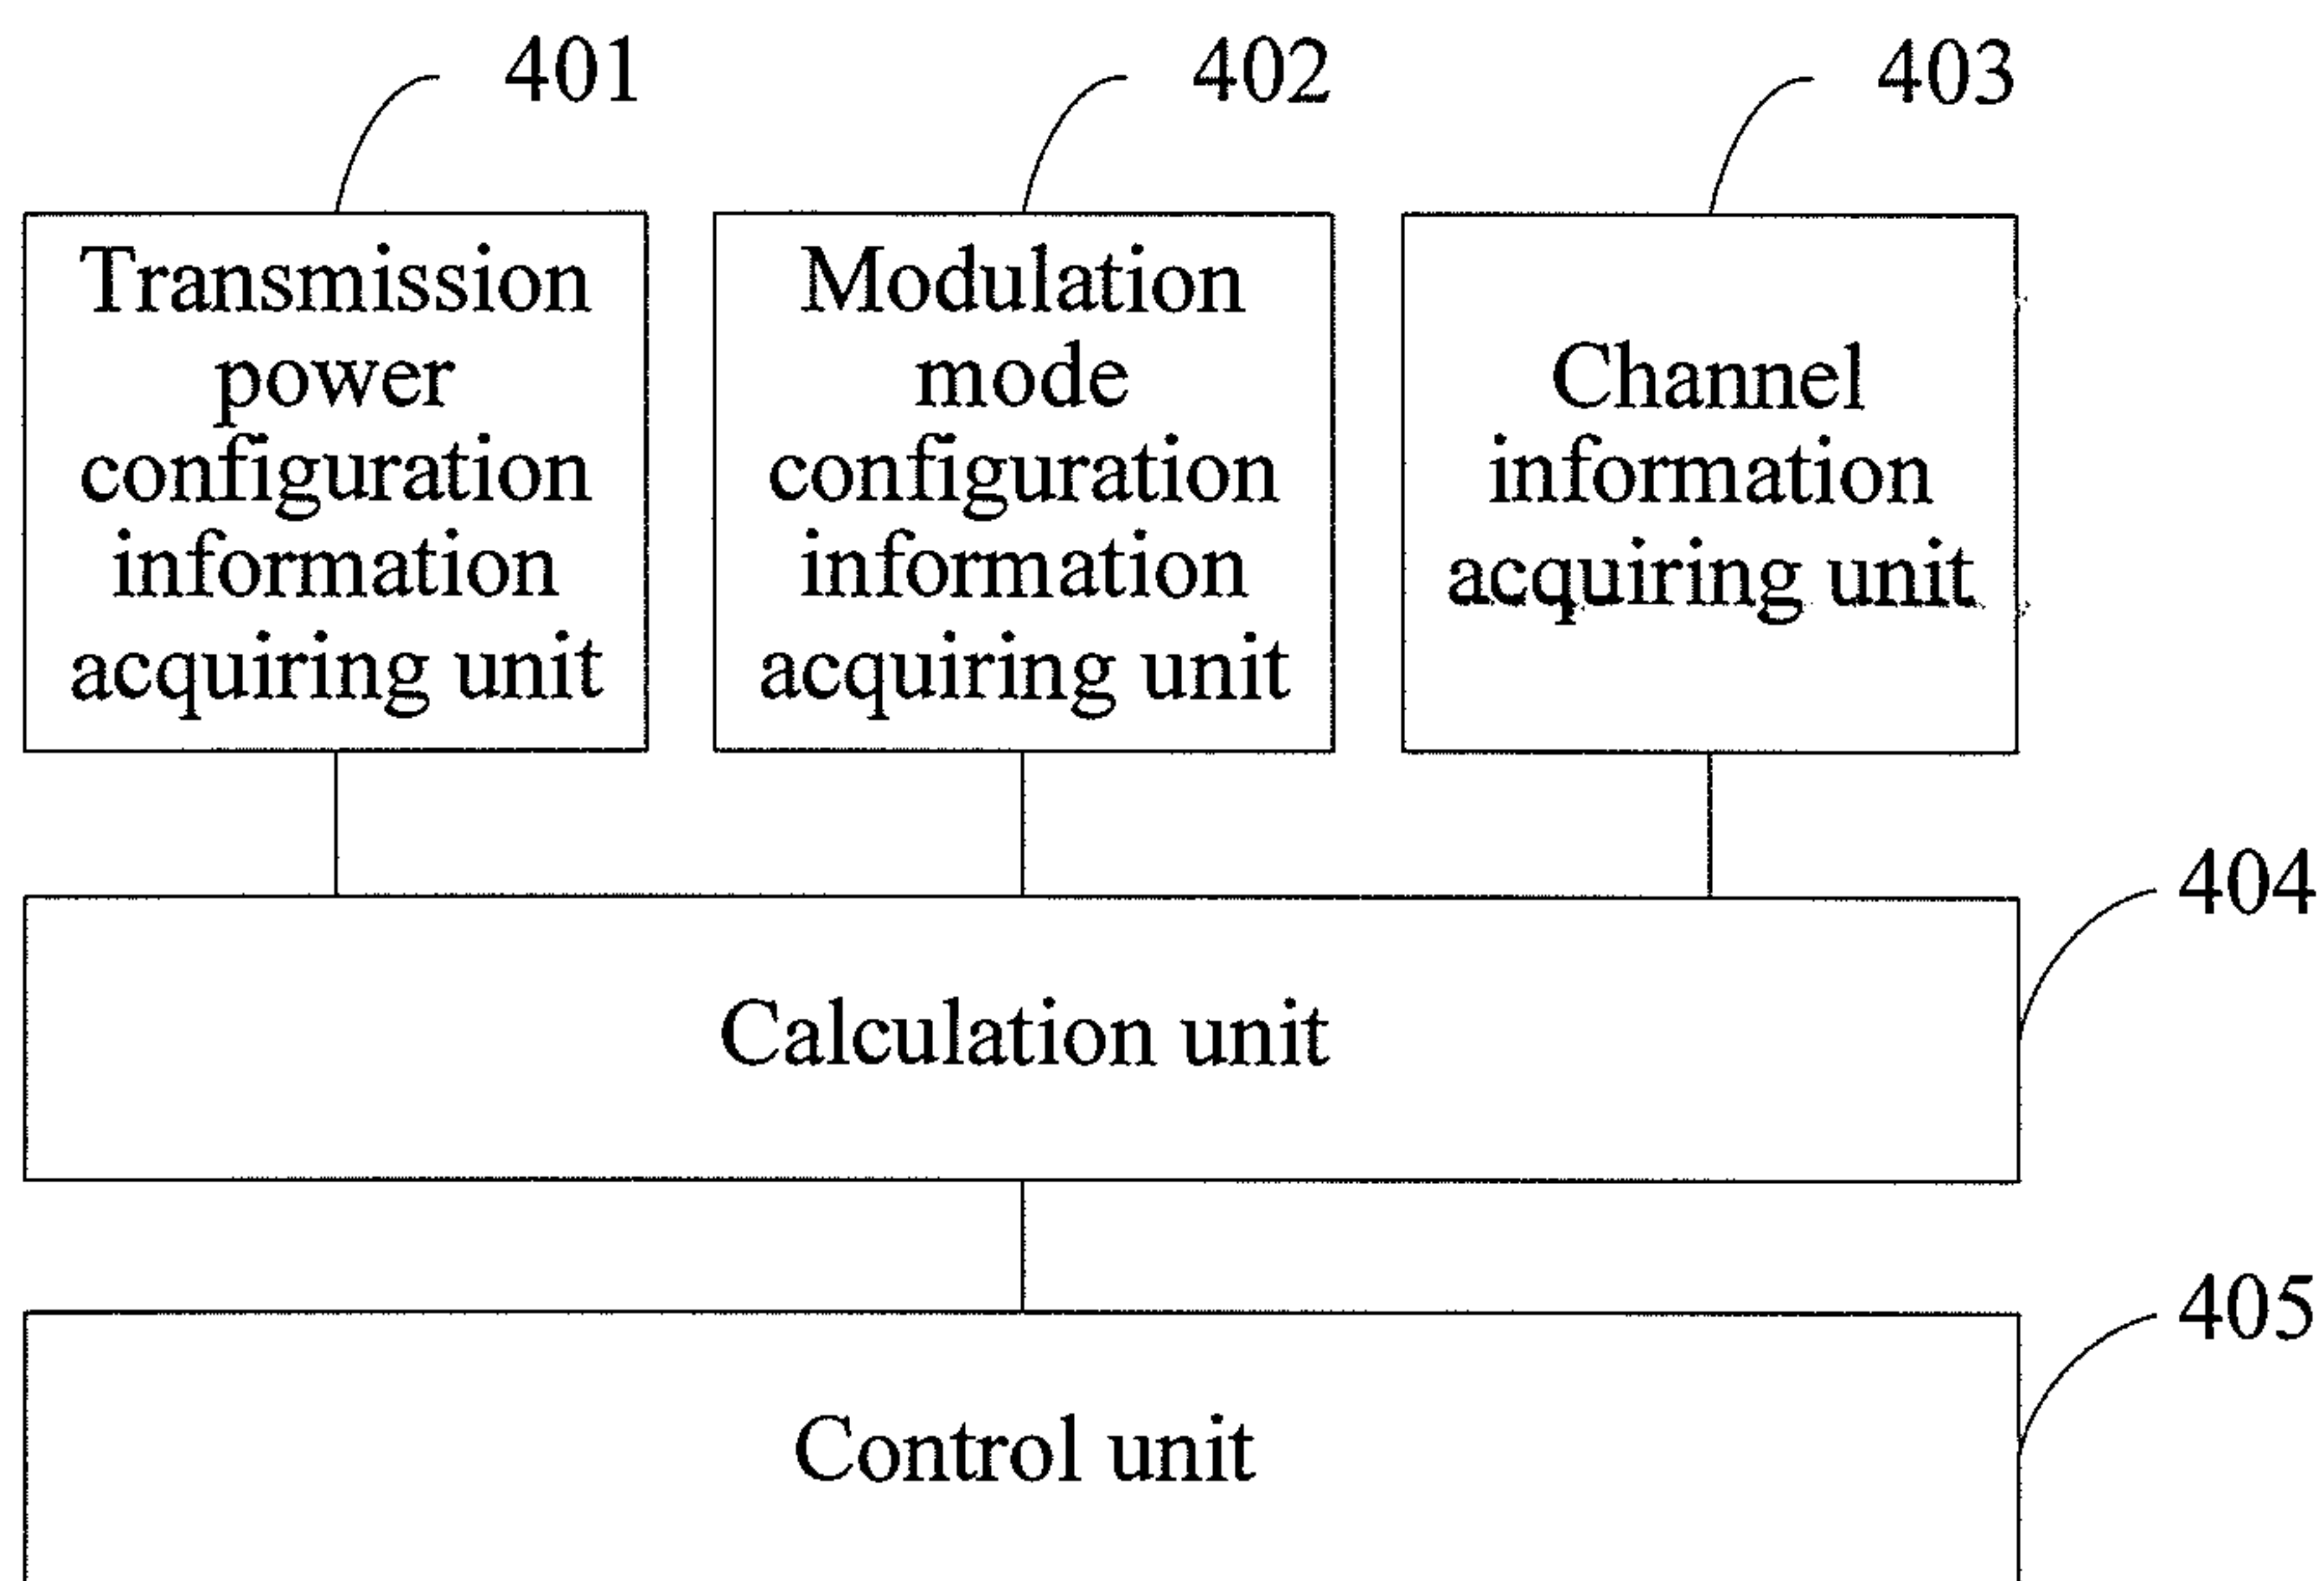 401
402
403
Transmission
power
configuration
information
acquiring unit
Modulation
mode
configuration
information
acquiring unit
Channel
information
acquiring unit
404
Calculation unit
405
Control unit